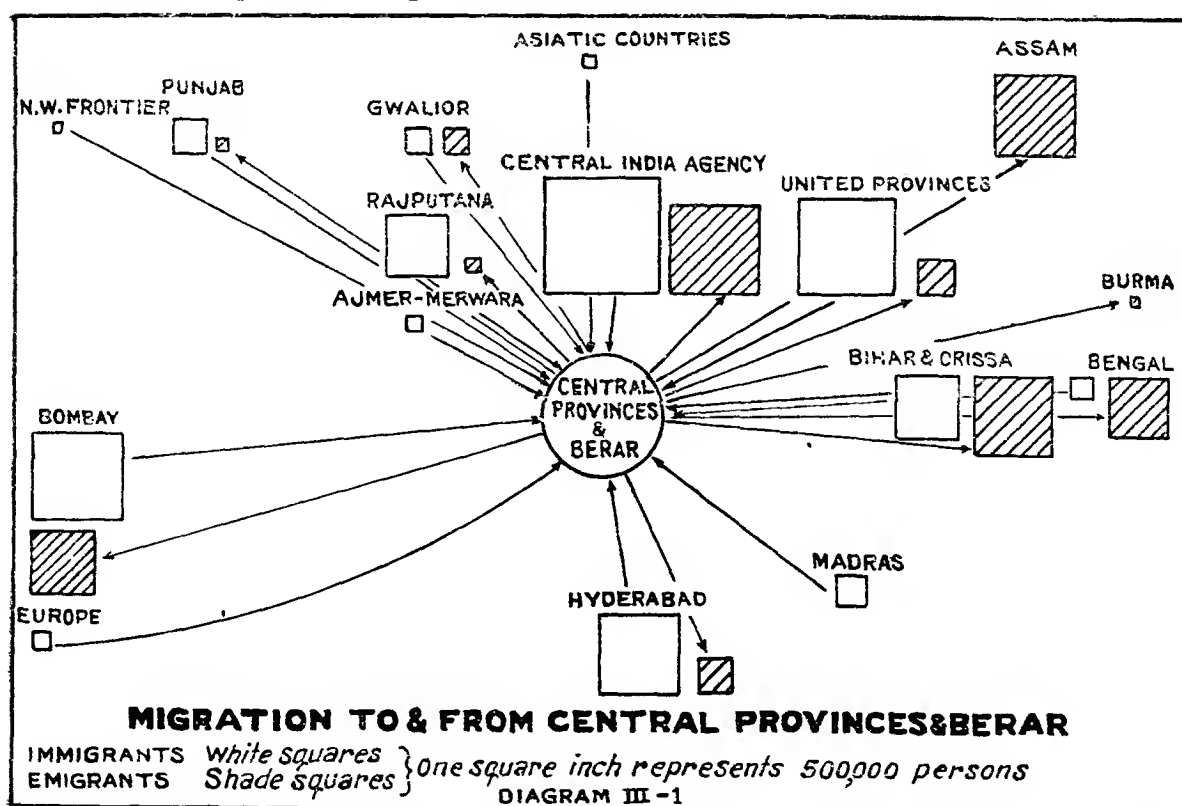 ASIATIC COUNTRIES
ASSAM
PUNJAB
N.W. FRONTIER
GWALIOR
CENTRAL INDIA AGENCY
UNITED PROVINCES
RAJPUTANA
AJMER-MERWARA
BURMA
BIHAR & CRISSA
BENGAL
CENTRAL
PROVINCES
&
BERAR
BOMBAY
MADRAS
HYDERABAD
EUROPE
MIGRATION TO & FROM CENTRAL PROVINCES&BERAR
IMMIGRANTS White squares
EMIGRANTS Shade squares } One square inch represents 500,000 persons
DIAGRAM III-1